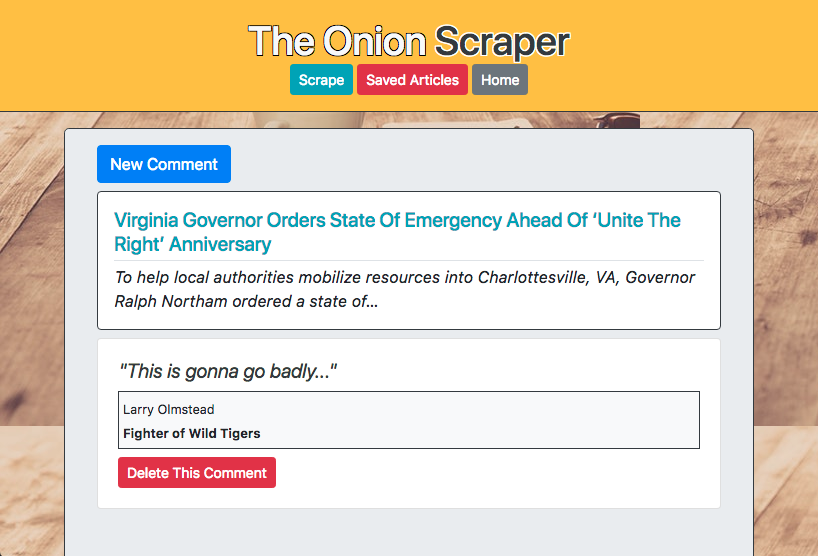 The Onion Scraper
Scrape Saved Articles Home
New Comment
Virginia Governor Orders State Of Emergency Ahead Of ‘Unite The
Right’ Anniversary
To help local authorities mobilize resources into Charlottesville, VA, Governor
Ralph Northam ordered a state of...
"This is gonna go badly..."
Larry Olmstead
Fighter of Wild Tigers
Delete This Comment